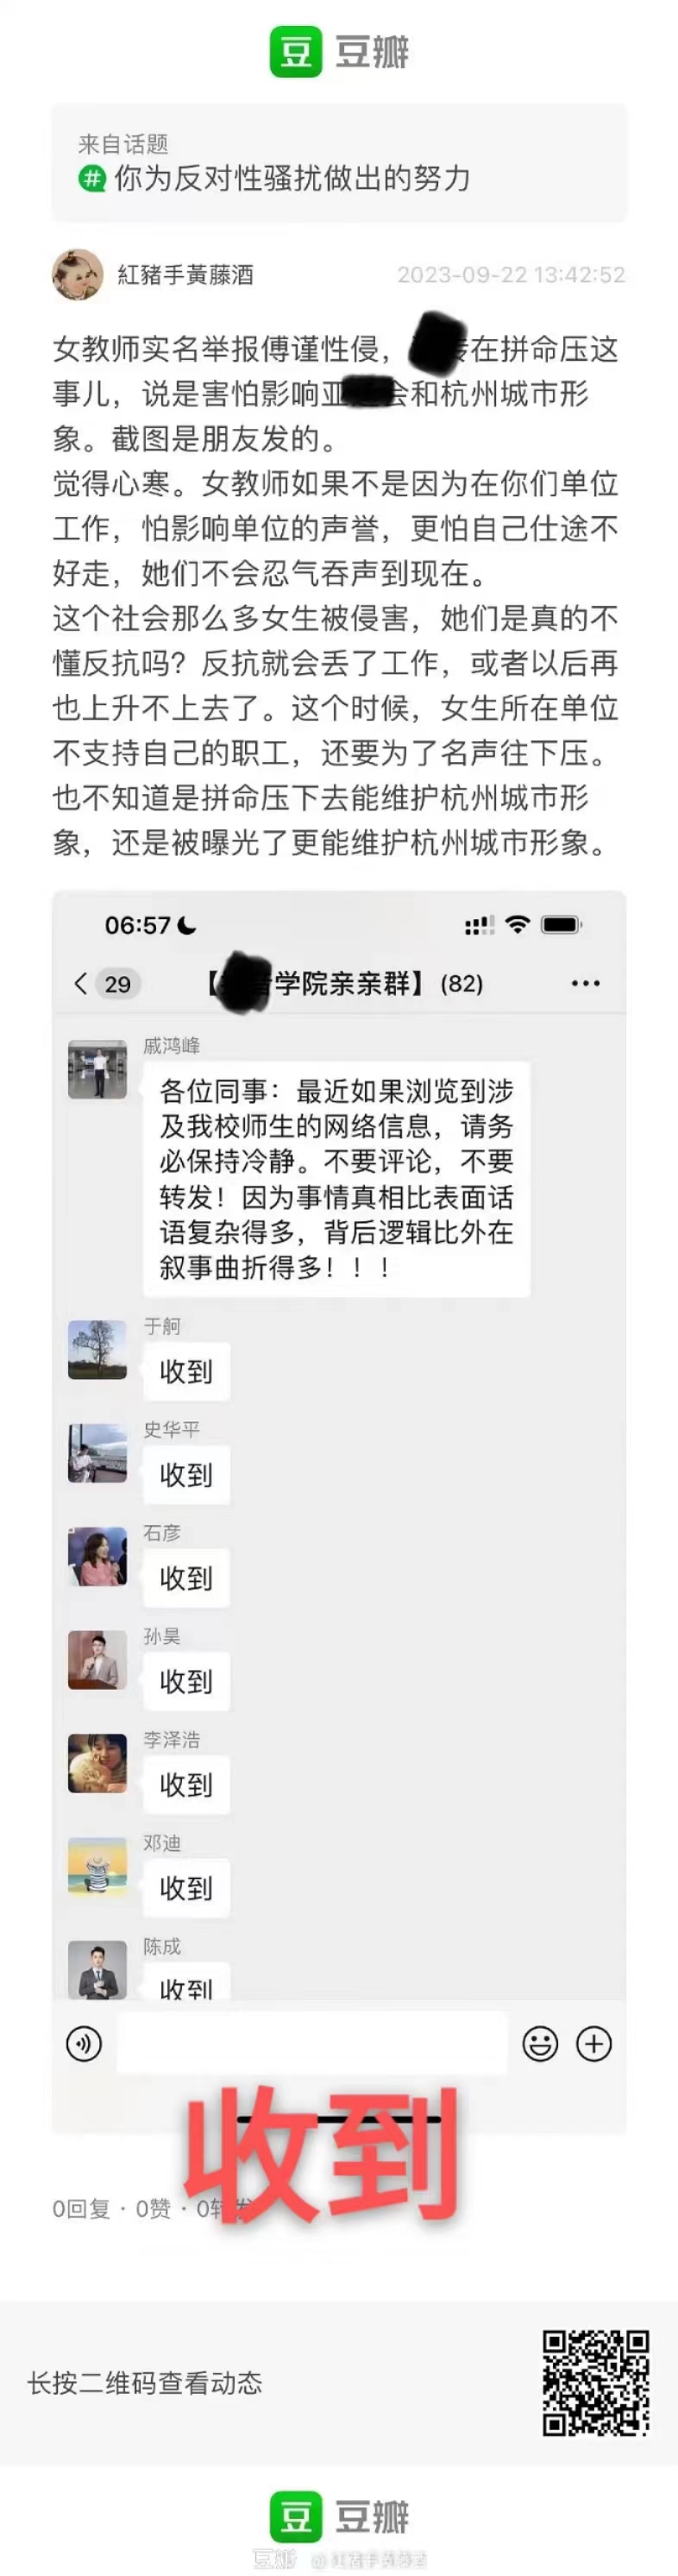 豆 豆瓣
来自话题
# 你为反对性骚扰做出的努力
紅豬手黃藤酒 2023-09-22 13:42:52
女教师实名举报傅谨性侵， 在拼命压这
事儿，说是害怕影响亚 会和杭州城市形
象。截图是朋友发的。
觉得心寒。女教师如果不是因为在你们单位
工作，怕影响单位的声誉，更怕自己仕途不
好走，她们不会忍气吞声到现在。
这个社会那么多女生被侵害，她们是真的不
懂反抗吗？反抗就会丢了工作，或者以后再
也上升不上去了。这个时候，女生所在单位
不支持自己的职工，还要为了名声往下压。
也不知道是拼命压下去能维护杭州城市形
象，还是被曝光了更能维护杭州城市形象。
06:57
29 【 学院亲亲群】(82)
戚鸿峰
各位同事：最近如果浏览到涉
及我校师生的网络信息，请务
必保持冷静。不要评论，不要
转发！因为事情真相比表面话
语复杂得多，背后逻辑比外在
叙事曲折得多！！！
于舸
收到
史华平
收到
石彦
收到
孙昊
收到
李泽浩
收到
邓迪
收到
陈成
收到
收到
0回复 · 0赞 · 0转发
长按二维码查看动态
豆 豆瓣
豆瓣 @紅豬手黃藤酒